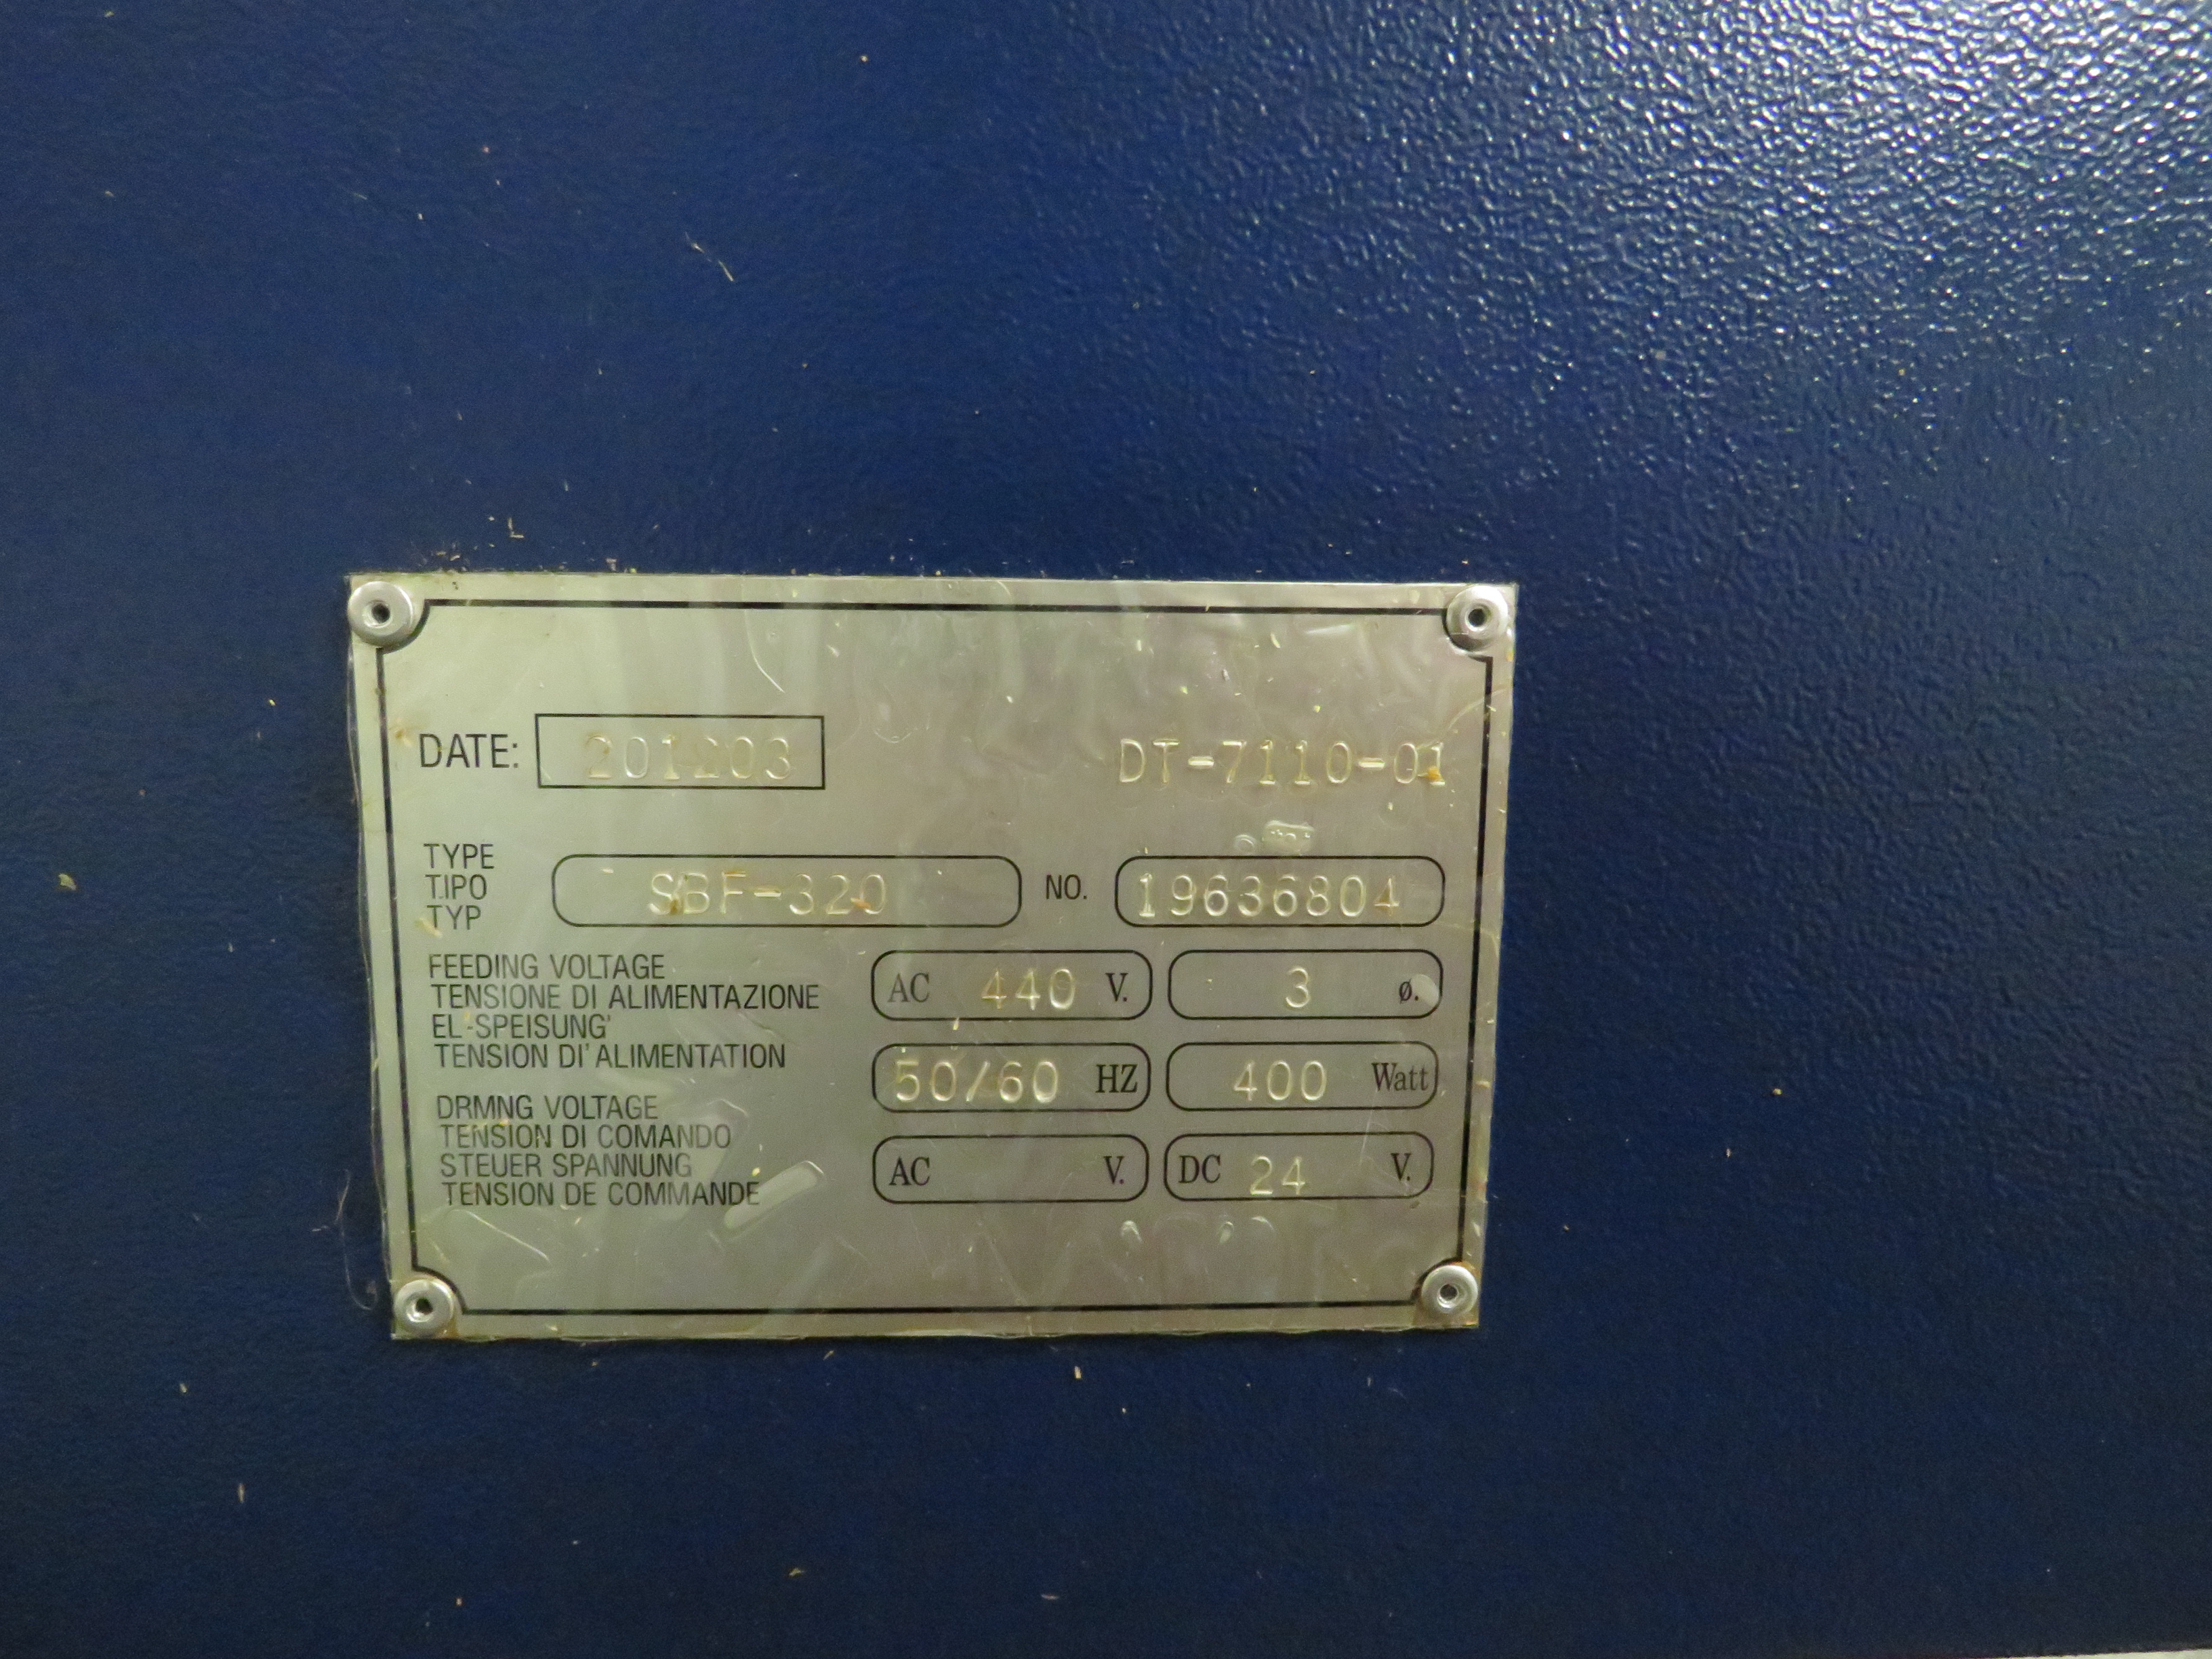 DATE: 201203 DT-7110-01
TYPE
TIPO
TYP
SBF-320 NO. 19636804
FEEDING VOLTAGE
TENSIONE DI ALIMENTAZIONE
EL-SPEISUNG'
TENSION DI' ALIMENTATION
AC 440 V. 3 ø.
50/60 HZ 400 Watt
DRMNG VOLTAGE
TENSION DI COMANDO
STEUER SPANNUNG
TENSION DE COMMANDE
AC V. DC 24 V.